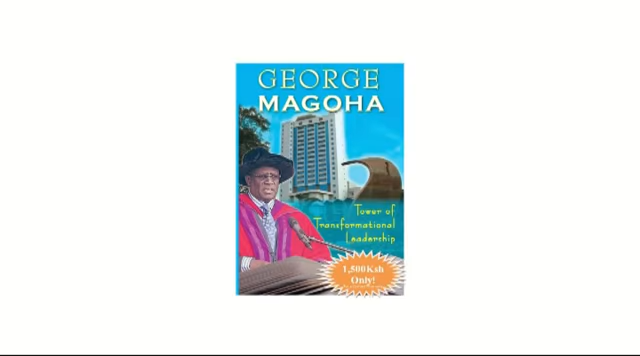 GEORGE
MAGOHA
Tower of
Transformational
Leadership
1,500Ksh
Only!